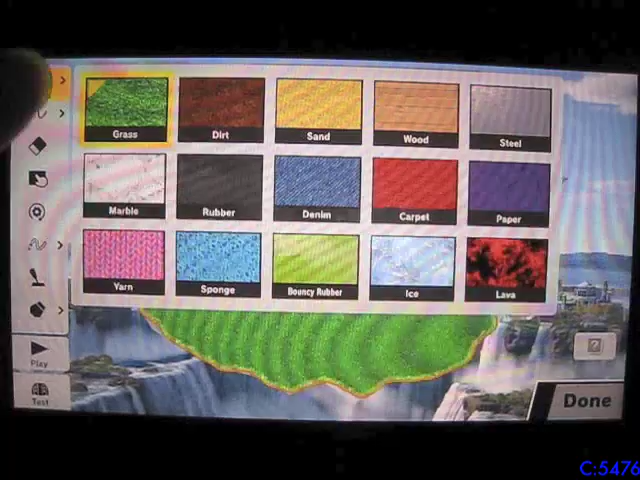 Grass Dirt Sand Wood Steel
Marble Rubber Denim Carpet Paper
Yarn Sponge Bouncy Rubber Ice Lava
Play
?
Test
Done
C:5476